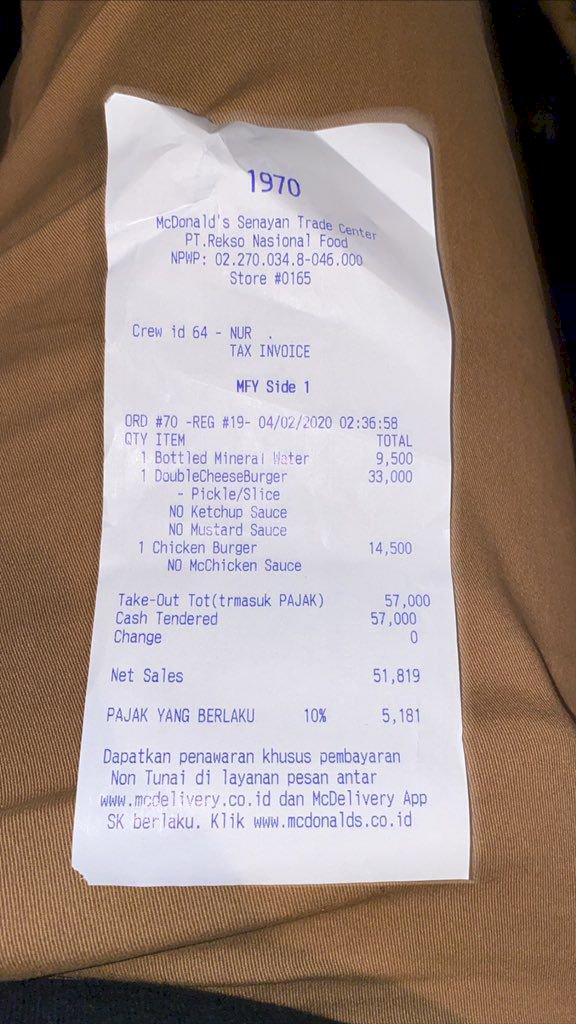 1970
McDonald's Senayan Trade Center
PT.Rekso Nasional Food
NPWP: 02.270.034.8-046.000
Store #0165
Crew id 64 - NUR .
TAX INVOICE
MFY Side 1
ORD #70 -REG #19- 04/02/2020 02:36:58
QTY ITEM TOTAL
1 Bottled Mineral Water 9,500
1 DoubleCheeseBurger 33,000
- Pickle/Slice
NO Ketchup Sauce
NO Mustard Sauce
1 Chicken Burger 14,500
NO McChicken Sauce
Take-Out Tot(trmasuk PAJAK) 57,000
Cash Tendered 57,000
Change 0
Net Sales 51,819
PAJAK YANG BERLAKU 10% 5,181
Dapatkan penawaran khusus pembayaran
Non Tunai di layanan pesan antar
www.mcdelivery.co.id dan McDelivery App
SK berlaku. Klik www.mcdonalds.co.id